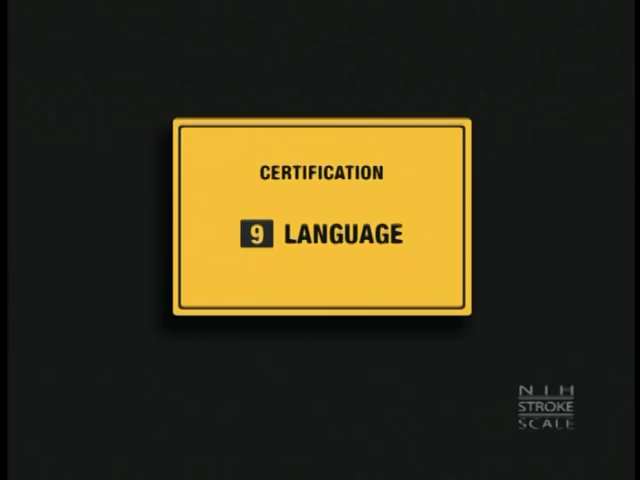 CERTIFICATION
9 LANGUAGE
NIH
STROKE
SCALE